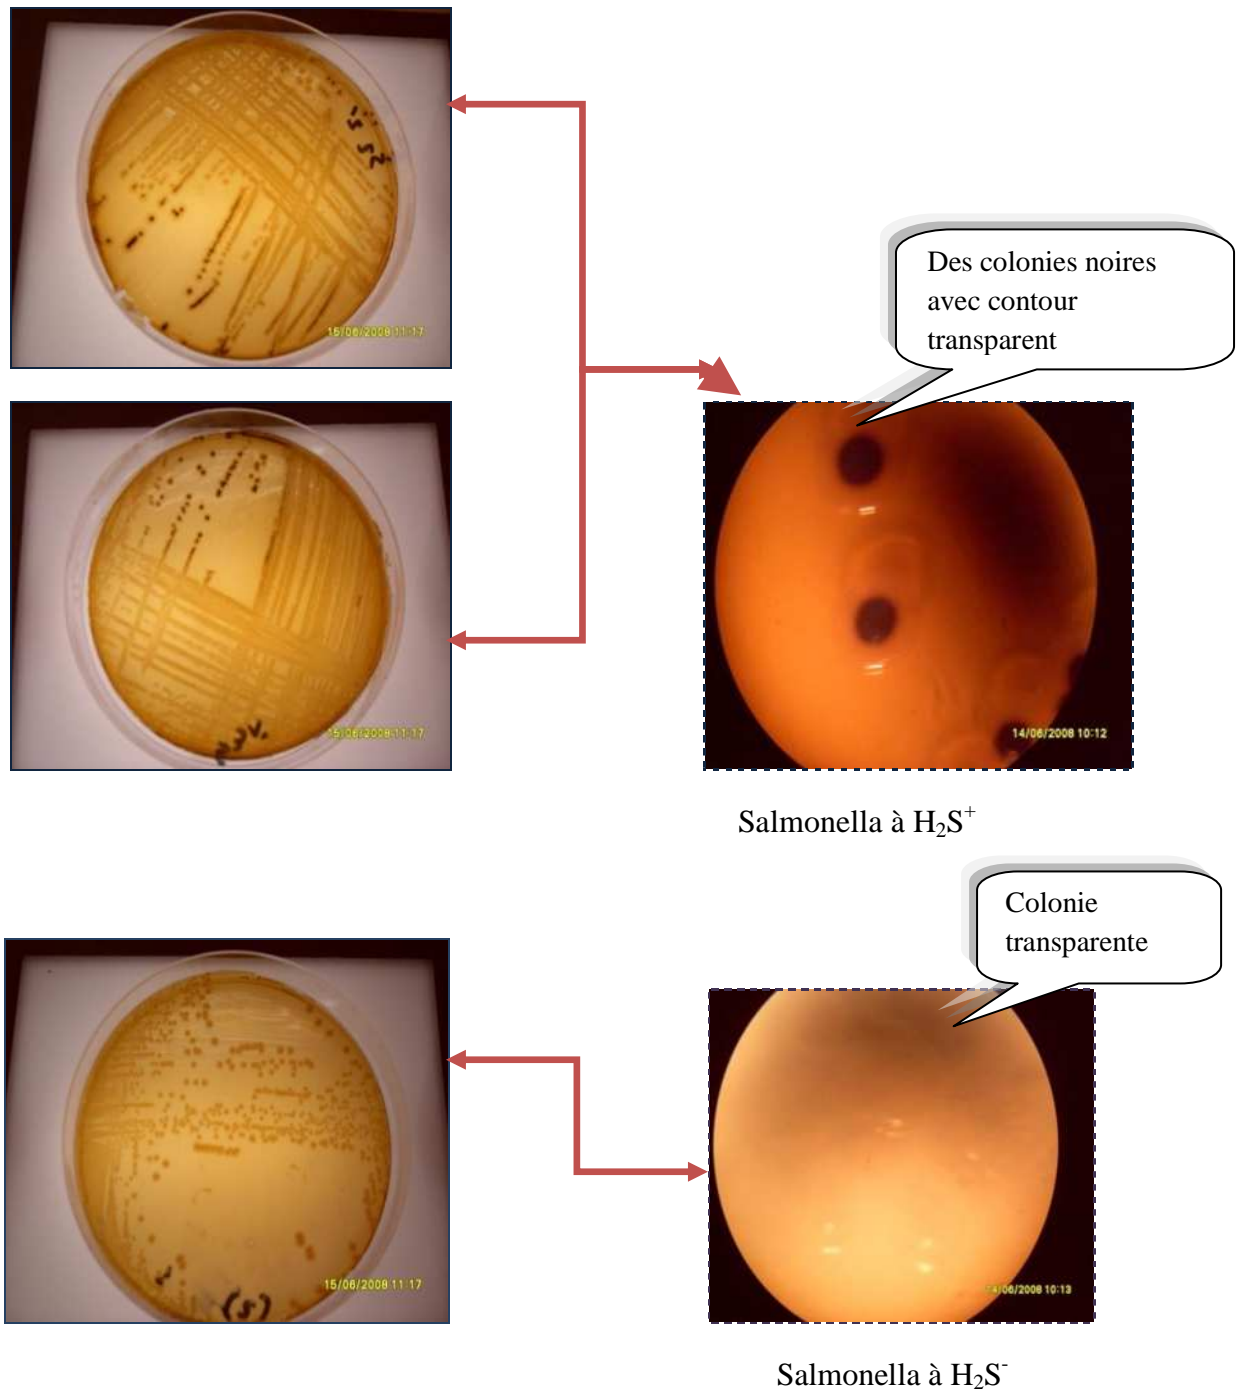 15/06/2008 11:17
Des colonies noires
avec contour
transparent
15/06/2008 11:17
14/06/2008 10:12
Salmonella à H₂S⁺
Colonie
transparente
15/06/2008 11:17
(S)
14/06/2008 10:13
Salmonella à H₂S⁻